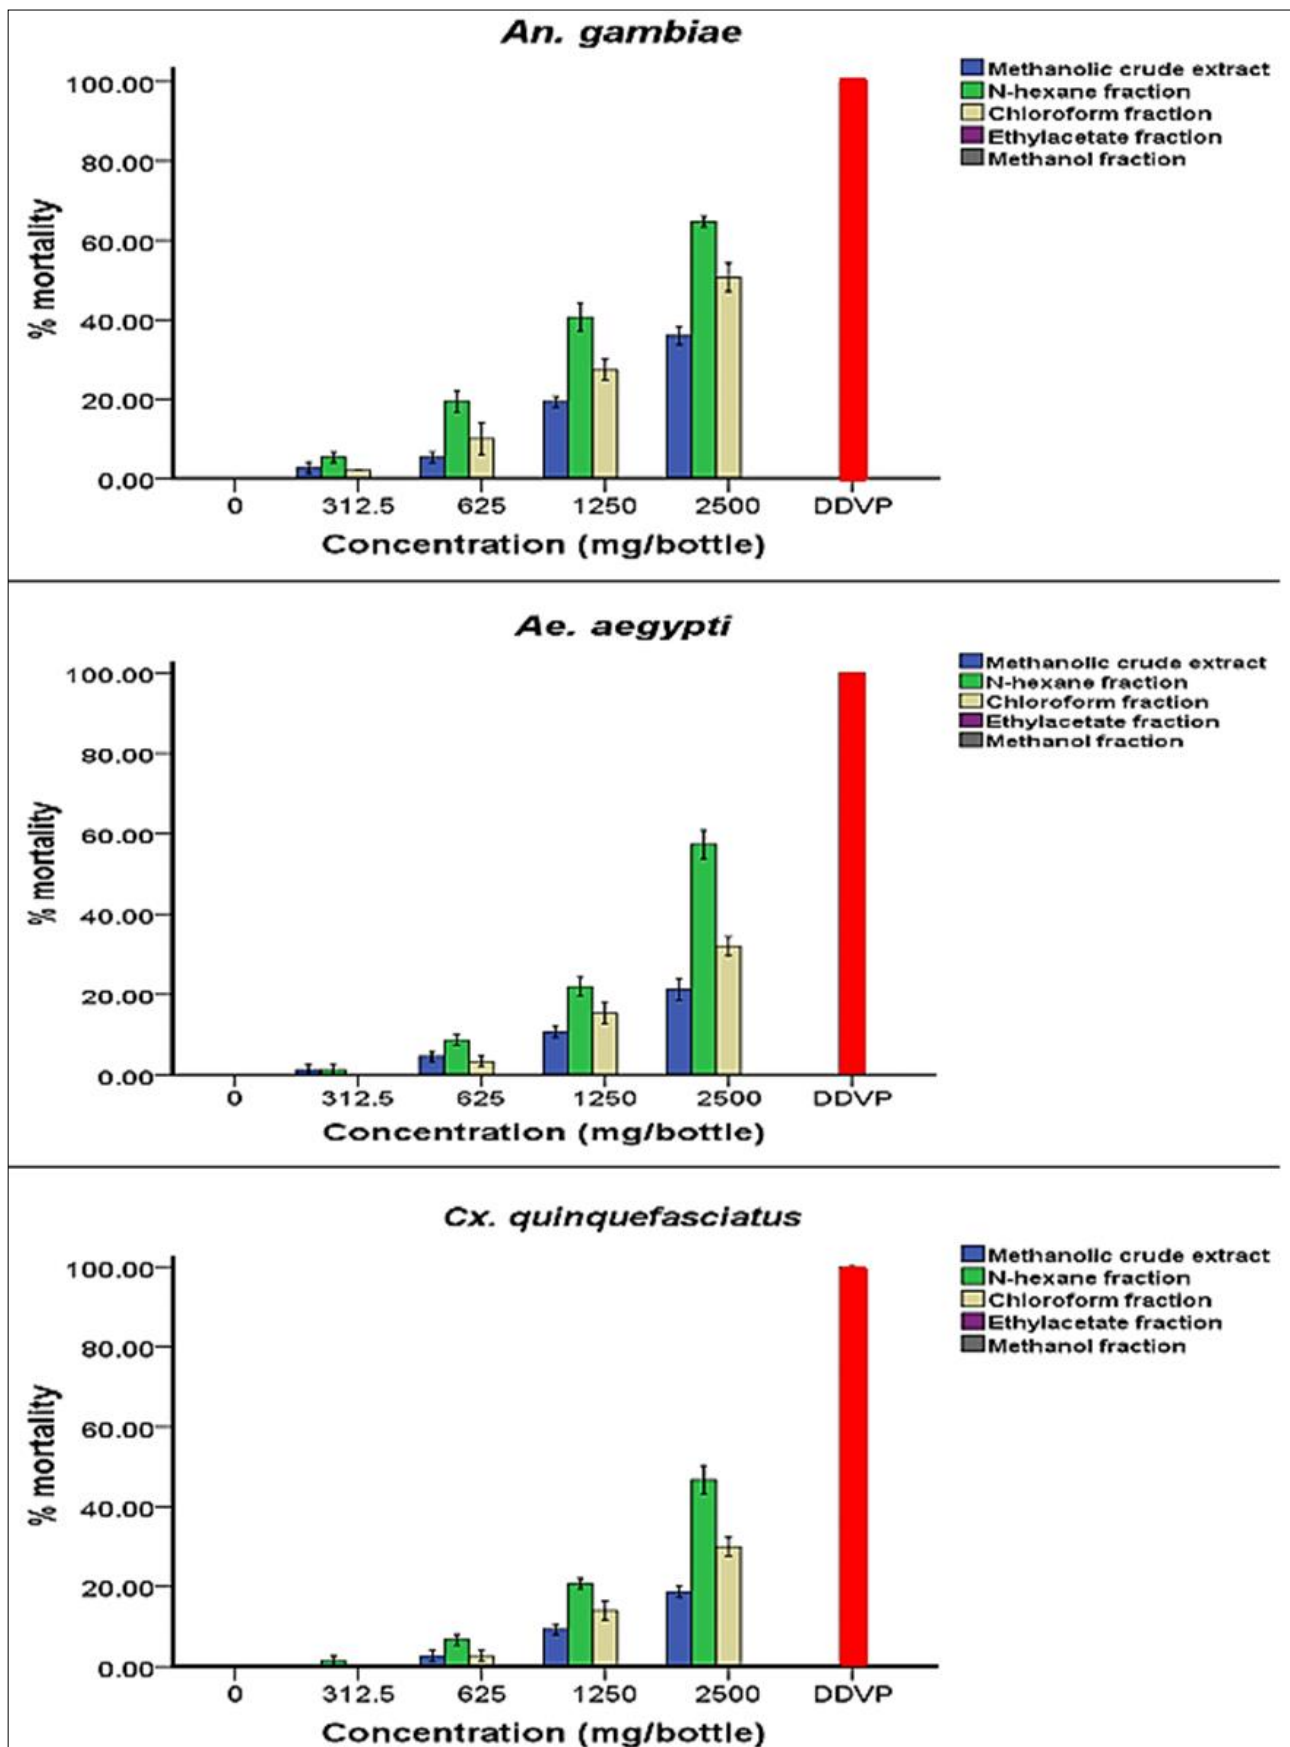 An. gambiae
Methanolic crude extract
N-hexane fraction
Chloroform fraction
Ethylacetate fraction
Methanol fraction
% mortality
100.00
80.00
60.00
40.00
20.00
0.00
0 312.5 625 1250 2500 DDVP
Concentration (mg/bottle)
Ae. aegypti
Methanolic crude extract
N-hexane fraction
Chloroform fraction
Ethylacetate fraction
Methanol fraction
% mortality
100.00
80.00
60.00
40.00
20.00
0.00
0 312.5 625 1250 2500 DDVP
Concentration (mg/bottle)
Cx. quinquefasciatus
Methanolic crude extract
N-hexane fraction
Chloroform fraction
Ethylacetate fraction
Methanol fraction
% mortality
100.00
80.00
60.00
40.00
20.00
0.00
0 312.5 625 1250 2500 DDVP
Concentration (mg/bottle)